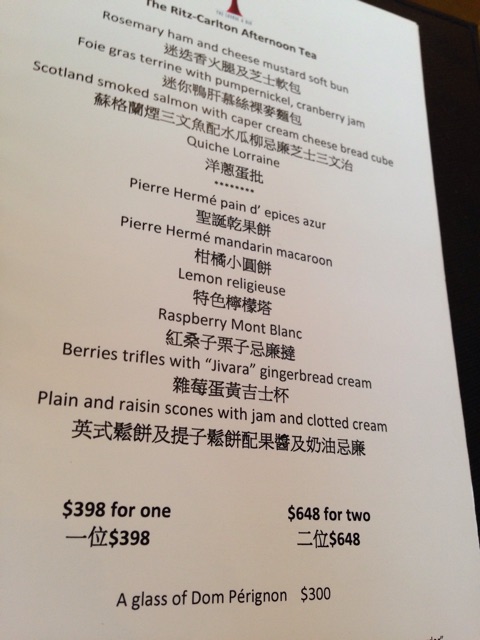 The Ritz-Carlton Afternoon Tea
Rosemary ham and cheese mustard soft bun
迷迭香火腿及芝士軟包
Foie gras terrine with pumpernickel, cranberry jam
迷你鴨肝慕絲裸麥麵包
Scotland smoked salmon with caper cream cheese bread cube
蘇格蘭煙三文魚配水瓜柳忌廉芝士三文治
Quiche Lorraine
洋蔥蛋批
********
Pierre Hermé pain d' epices azur
聖誕乾果餅
Pierre Hermé mandarin macaroon
柑橘小圓餅
Lemon religieuse
特色檸檬塔
Raspberry Mont Blanc
紅桑子栗子忌廉撻
Berries trifles with "Jivara" gingerbread cream
雜莓蛋黃吉士杯
Plain and raisin scones with jam and clotted cream
英式鬆餅及提子鬆餅配果醬及奶油忌廉
$398 for one $648 for two
一位$398 二位$648
A glass of Dom Pérignon $300